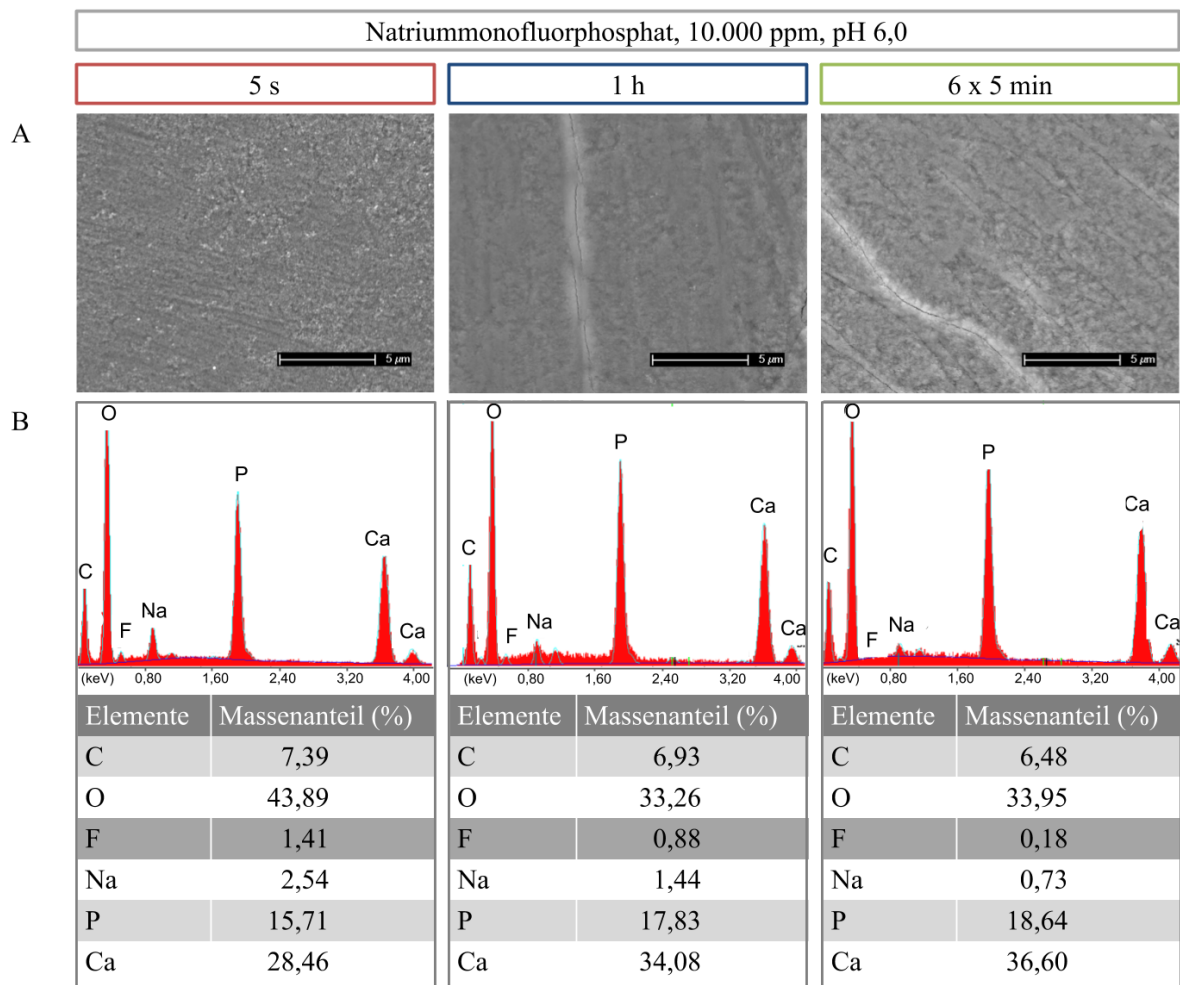 Natriummonofluorphosphat, 10.000 ppm, pH 6,0
5 s
1 h
6 x 5 min
A
5 µm
5 µm
5 µm
B
C O F Na P Ca Ca
(keV) 0,80 1,60 2,40 3,20 4,00
C O F Na P Ca Ca
(keV) 0,80 1,60 2,40 3,20 4,00
C O F Na P Ca Ca
(keV) 0,80 1,60 2,40 3,20 4,00
Elemente Massenanteil (%)
C 7,39
O 43,89
F 1,41
Na 2,54
P 15,71
Ca 28,46
Elemente Massenanteil (%)
C 6,93
O 33,26
F 0,88
Na 1,44
P 17,83
Ca 34,08
Elemente Massenanteil (%)
C 6,48
O 33,95
F 0,18
Na 0,73
P 18,64
Ca 36,60